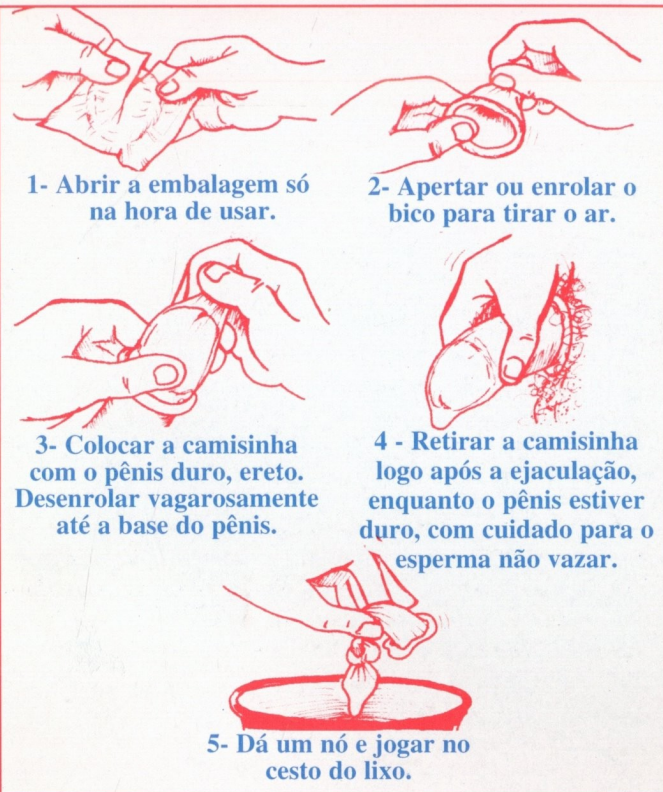 1- Abrir a embalagem só
na hora de usar.
2- Apertar ou enrolar o
bico para tirar o ar.
3- Colocar a camisinha
com o pênis duro, ereto.
Desenrolar vagarosamente
até a base do pênis.
4 - Retirar a camisinha
logo após a ejaculação,
enquanto o pênis estiver
duro, com cuidado para o
esperma não vazar.
5- Dá um nó e jogar no
cesto do lixo.